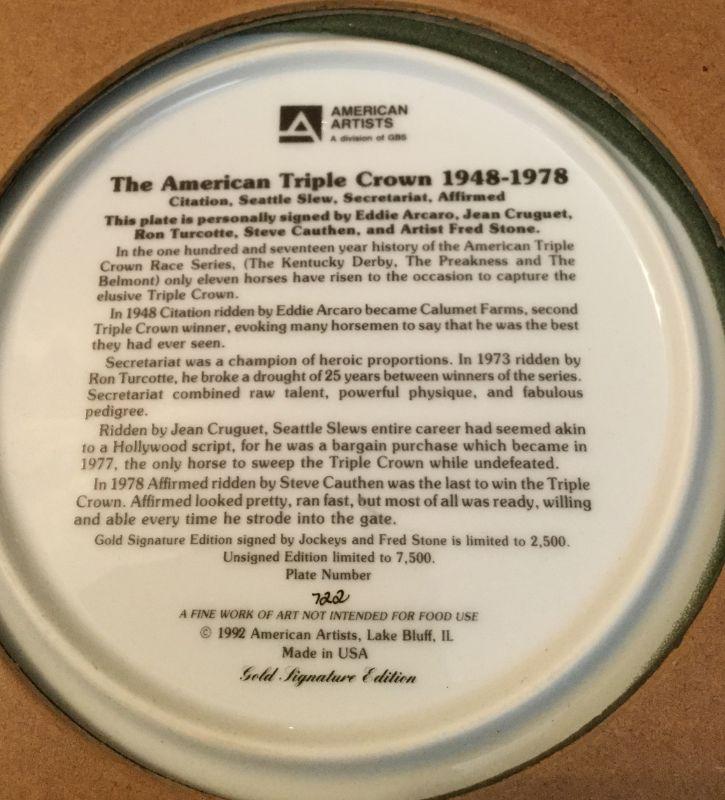 AMERICAN
ARTISTS
A division of GBS
The American Triple Crown 1948-1978
Citation, Seattle Slew, Secretariat, Affirmed
This plate is personally signed by Eddie Arcaro, Jean Cruguet,
Ron Turcotte, Steve Cauthen, and Artist Fred Stone.
In the one hundred and seventeen year history of the American Triple
Crown Race Series, (The Kentucky Derby, The Preakness and The
Belmont) only eleven horses have risen to the occasion to capture the
elusive Triple Crown.
In 1948 Citation ridden by Eddie Arcaro became Calumet Farms, second
Triple Crown winner, evoking many horsemen to say that he was the best
they had ever seen.
Secretariat was a champion of heroic proportions. In 1973 ridden by
Ron Turcotte, he broke a drought of 25 years between winners of the series.
Secretariat combined raw talent, powerful physique, and fabulous
pedigree.
Ridden by Jean Cruguet, Seattle Slews entire career had seemed akin
to a Hollywood script, for he was a bargain purchase which became in
1977, the only horse to sweep the Triple Crown while undefeated.
In 1978 Affirmed ridden by Steve Cauthen was the last to win the Triple
Crown. Affirmed looked pretty, ran fast, but most of all was ready, willing
and able every time he strode into the gate.
Gold Signature Edition signed by Jockeys and Fred Stone is limited to 2,500.
Unsigned Edition limited to 7,500.
Plate Number
722
A FINE WORK OF ART NOT INTENDED FOR FOOD USE
© 1992 American Artists, Lake Bluff, IL
Made in USA
Gold Signature Edition